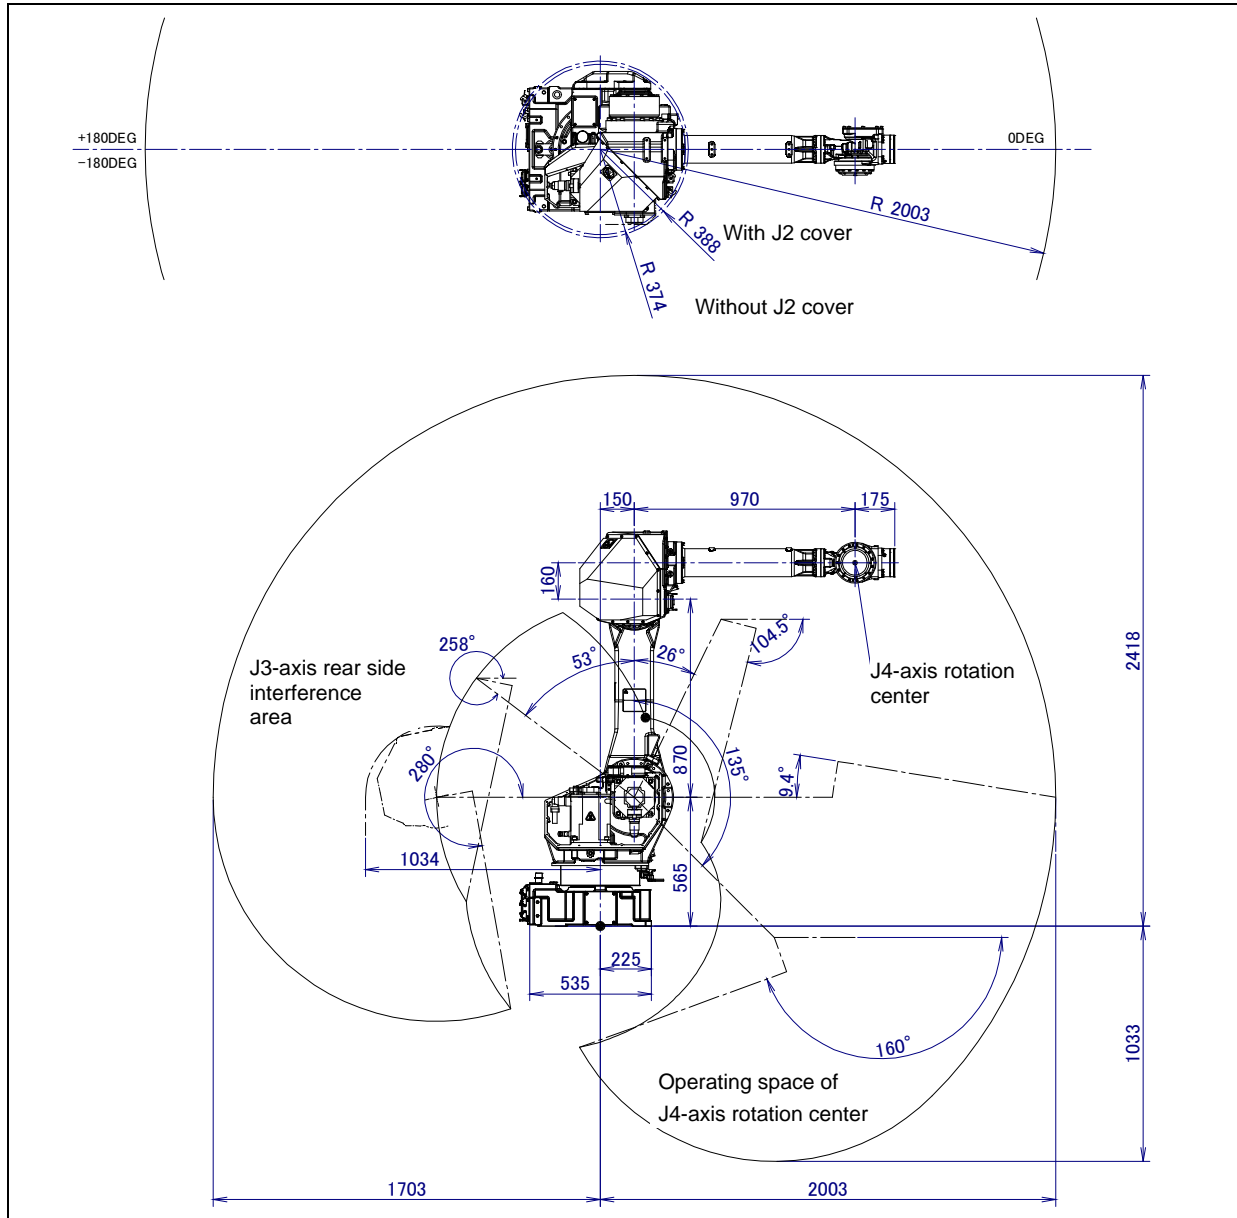 +180DEG
-180DEG
0DEG
R 2003
R 388
With J2 cover
R 374
Without J2 cover
150
970
175
160
104.5°
258°
53°
26°
J3-axis rear side
interference
area
J4-axis rotation
center
2418
870
135°
280°
9.4°
1034
565
225
535
160°
1033
Operating space of
J4-axis rotation center
1703
2003